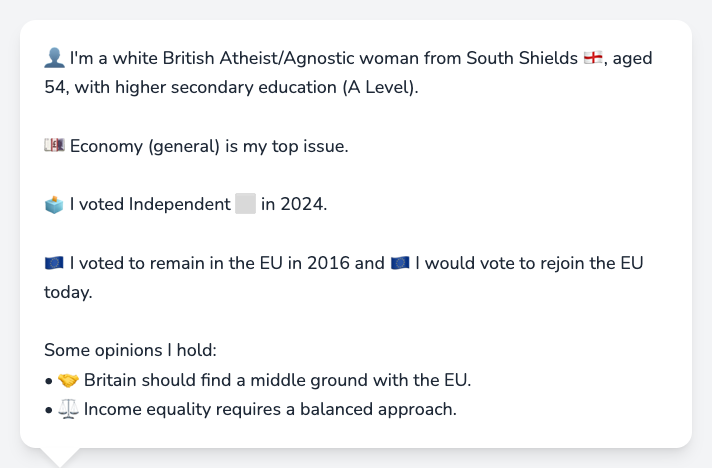 👤 I'm a white British Atheist/Agnostic woman from South Shields 🏴󠁧󠁢󠁥󠁮󠁧󠁿, aged
54, with higher secondary education (A Level).
💷 Economy (general) is my top issue.
🗳️ I voted Independent ⬜ in 2024.
🇪🇺 I voted to remain in the EU in 2016 and 🇪🇺 I would vote to rejoin the EU
today.
Some opinions I hold:
• 🤝 Britain should find a middle ground with the EU.
• ⚖️ Income equality requires a balanced approach.